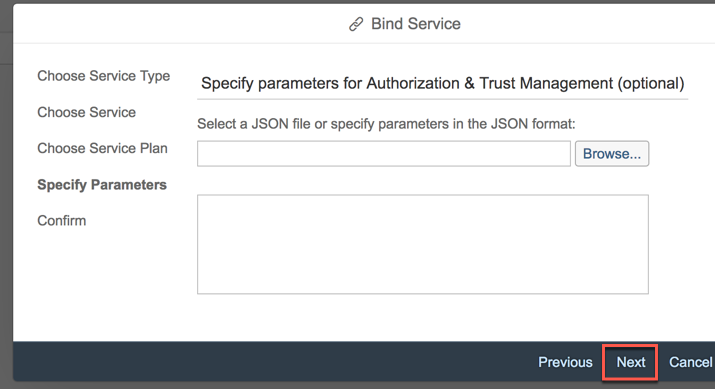 Bind Service
Choose Service Type
Choose Service
Choose Service Plan
Specify Parameters
Confirm
Specify parameters for Authorization & Trust Management (optional)
Select a JSON file or specify parameters in the JSON format:
Browse...
Previous
Next
Cancel